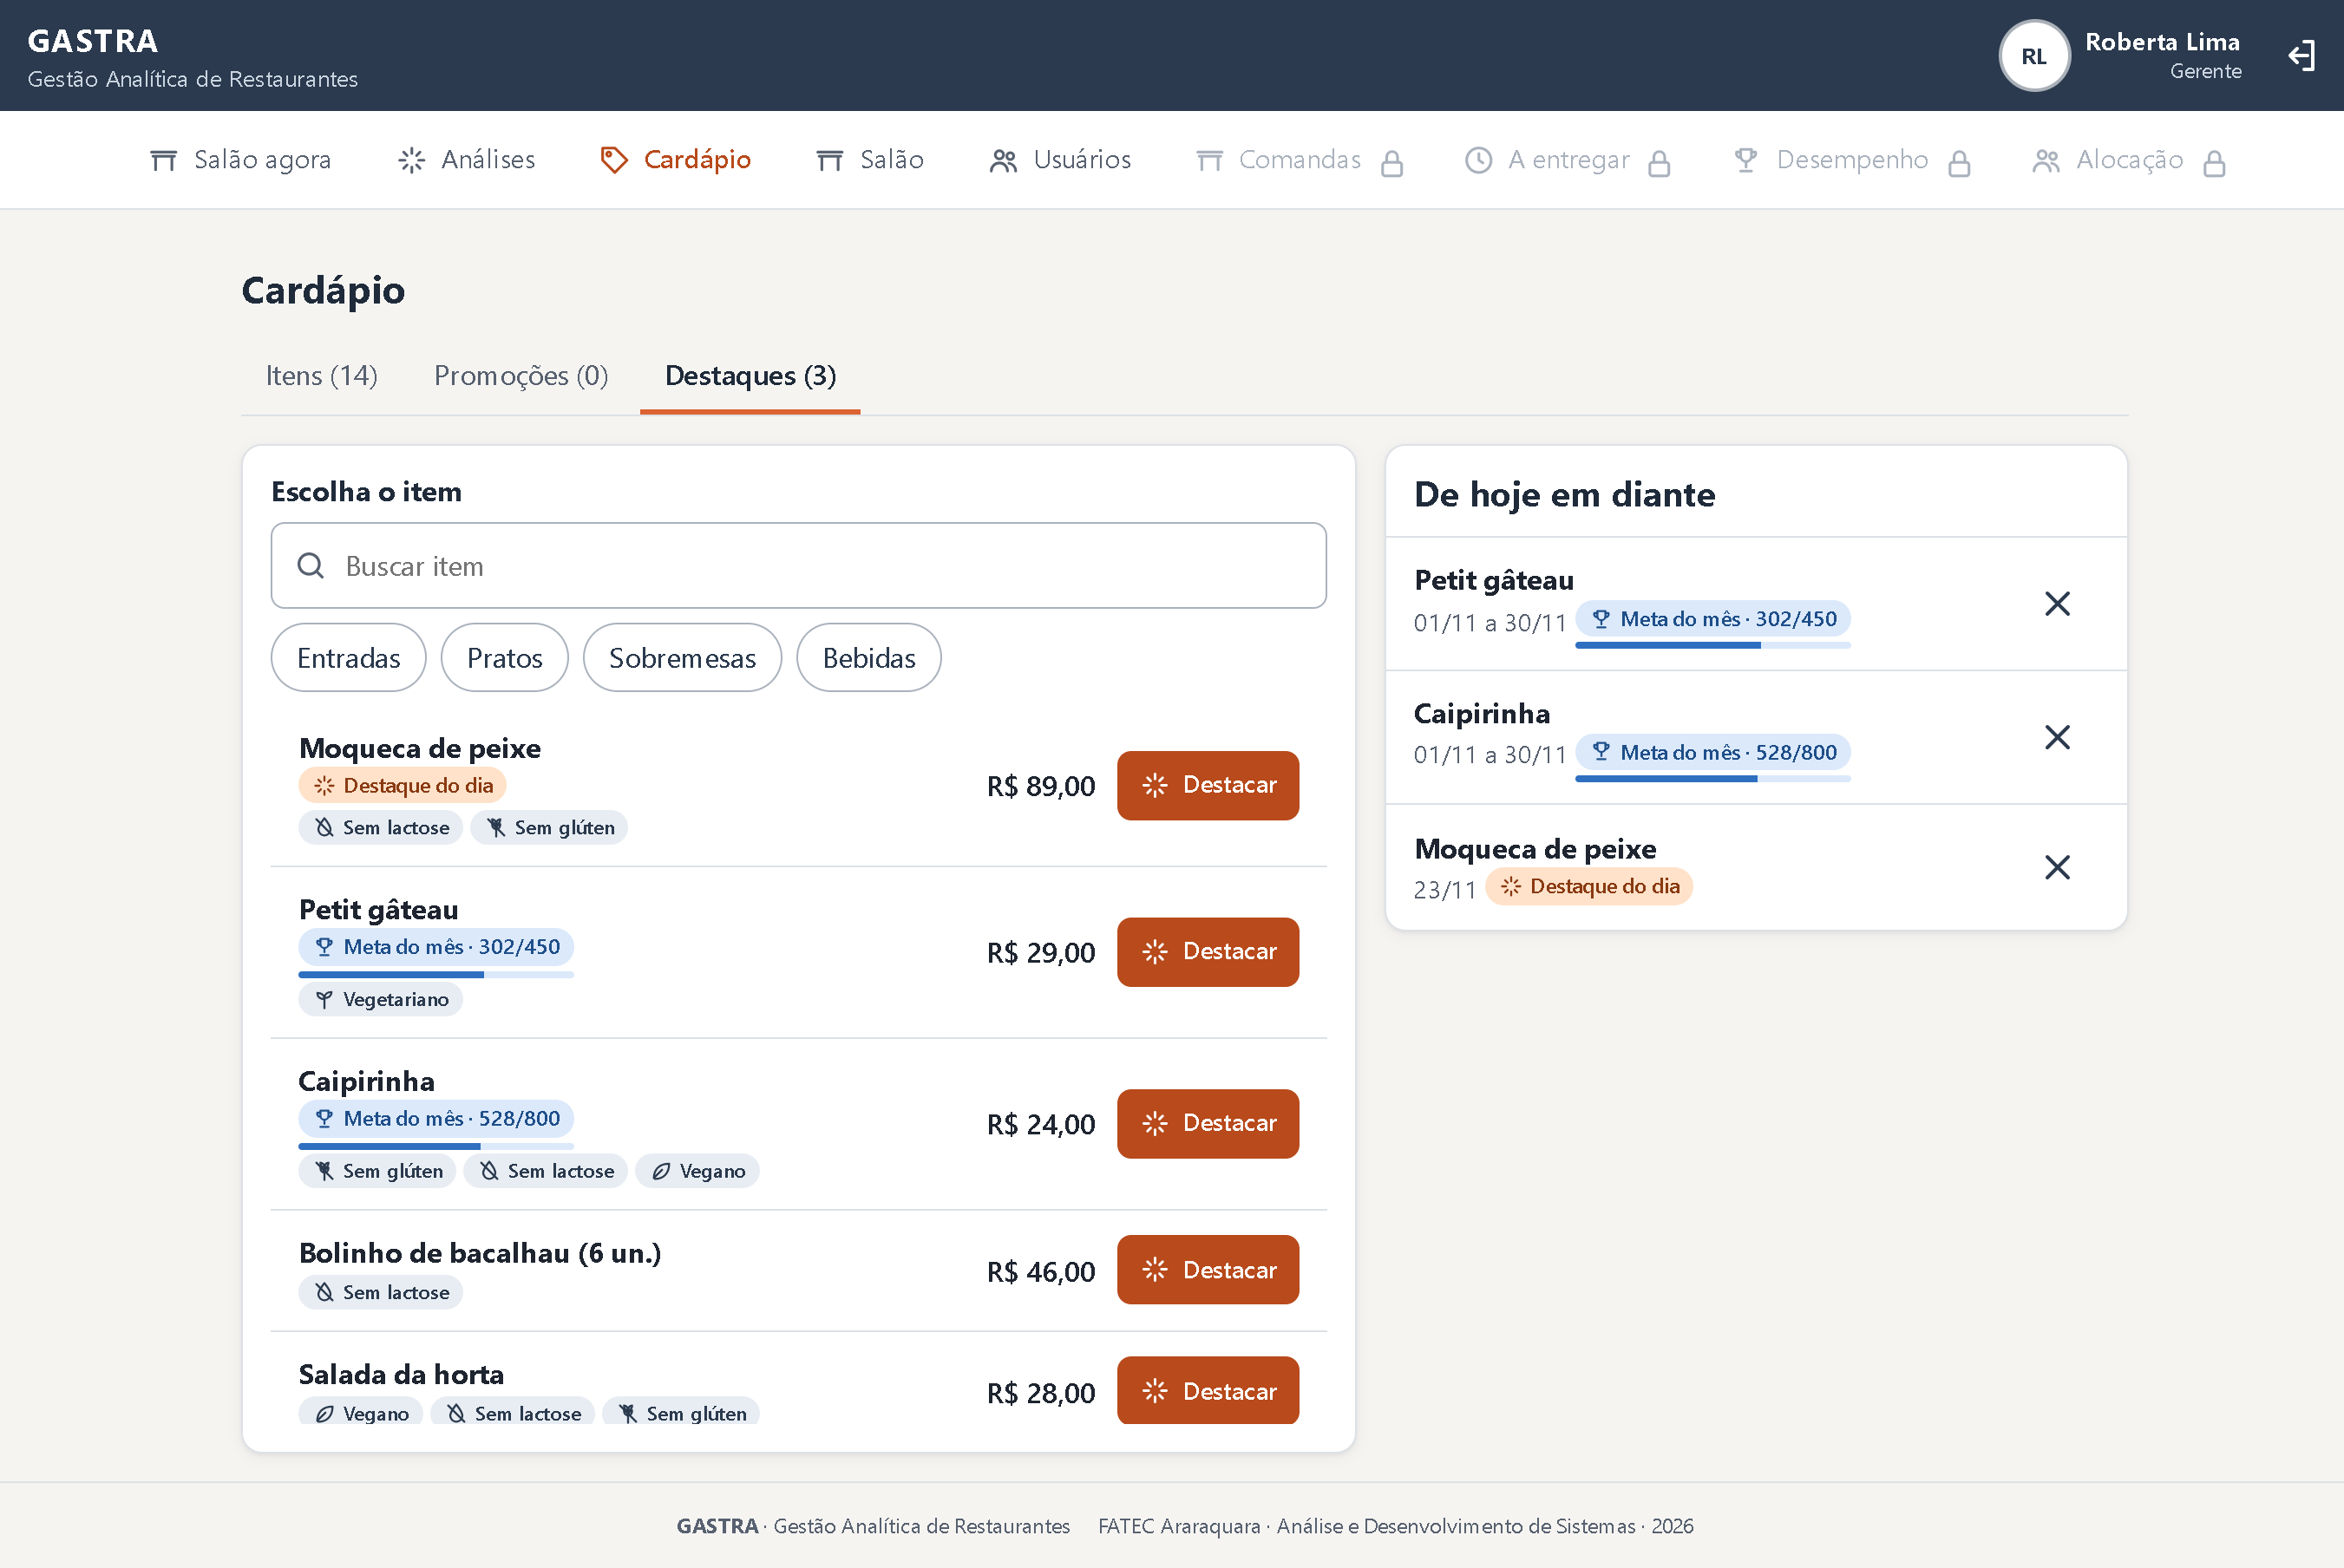 GASTRA
Gestão Analítica de Restaurantes
RL
Roberta Lima
Gerente
Salão agora
Análises
Cardápio
Salão
Usuários
Comandas
A entregar
Desempenho
Alocação
Cardápio
Itens (14)
Promoções (0)
Destaques (3)
Escolha o item
Buscar item
Entradas
Pratos
Sobremesas
Bebidas
Moqueca de peixe
Destaque do dia
Sem lactose
Sem glúten
R$ 89,00
Destacar
Petit gâteau
Meta do mês · 302/450
Vegetariano
R$ 29,00
Destacar
Caipirinha
Meta do mês · 528/800
Sem glúten
Sem lactose
Vegano
R$ 24,00
Destacar
Bolinho de bacalhau (6 un.)
Sem lactose
R$ 46,00
Destacar
Salada da horta
Vegano
Sem lactose
Sem glúten
R$ 28,00
Destacar
De hoje em diante
Petit gâteau
01/11 a 30/11
Meta do mês · 302/450
Caipirinha
01/11 a 30/11
Meta do mês · 528/800
Moqueca de peixe
23/11
Destaque do dia
GASTRA · Gestão Analítica de Restaurantes
FATEC Araraquara · Análise e Desenvolvimento de Sistemas · 2026